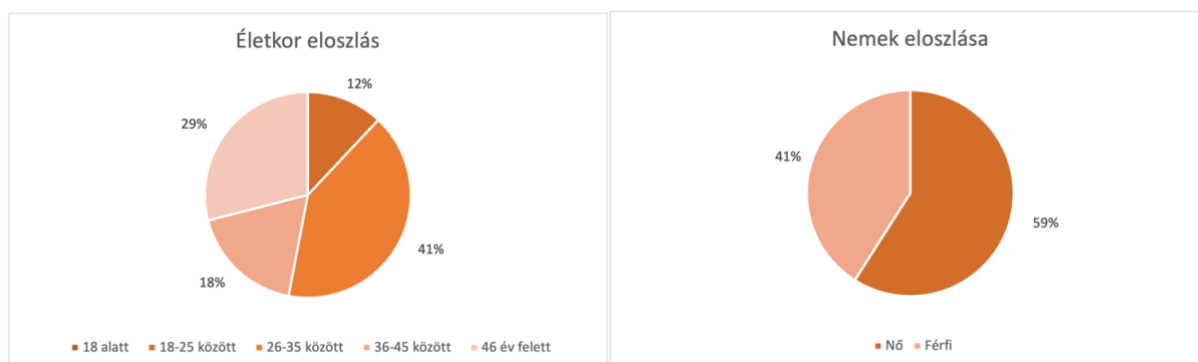 Életkor eloszlás
12%
29%
41%
18%
18 alatt 18-25 között 26-35 között 36-45 között 46 év felett
Nemek eloszlása
41%
59%
Nő Férfi